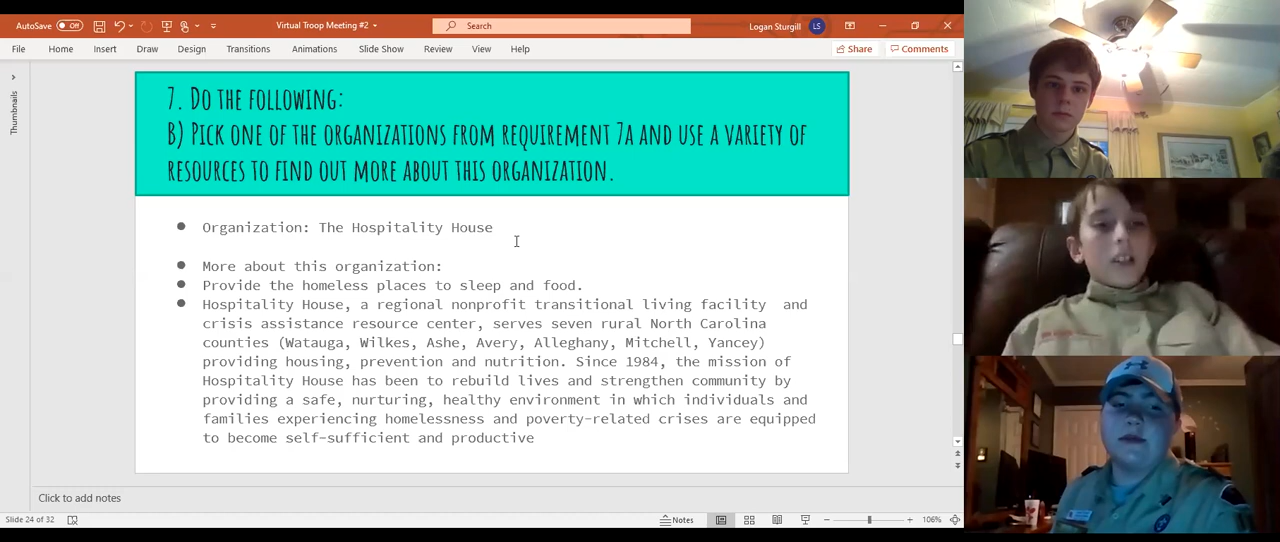 AutoSave Off Virtual Troop Meeting #2 Search Logan Sturgill LS
File Home Insert Draw Design Transitions Animations Slide Show Review View Help Share Comments
Thumbnails
7. Do the following:
B) Pick one of the organizations from requirement 7a and use a variety of
resources to find out more about this organization.
● Organization: The Hospitality House
● More about this organization:
● Provide the homeless places to sleep and food.
● Hospitality House, a regional nonprofit transitional living facility and
crisis assistance resource center, serves seven rural North Carolina
counties (Watauga, Wilkes, Ashe, Avery, Alleghany, Mitchell, Yancey)
providing housing, prevention and nutrition. Since 1984, the mission of
Hospitality House has been to rebuild lives and strengthen community by
providing a safe, nurturing, healthy environment in which individuals and
families experiencing homelessness and poverty-related crises are equipped
to become self-sufficient and productive
Click to add notes
Slide 24 of 32 Notes 106%